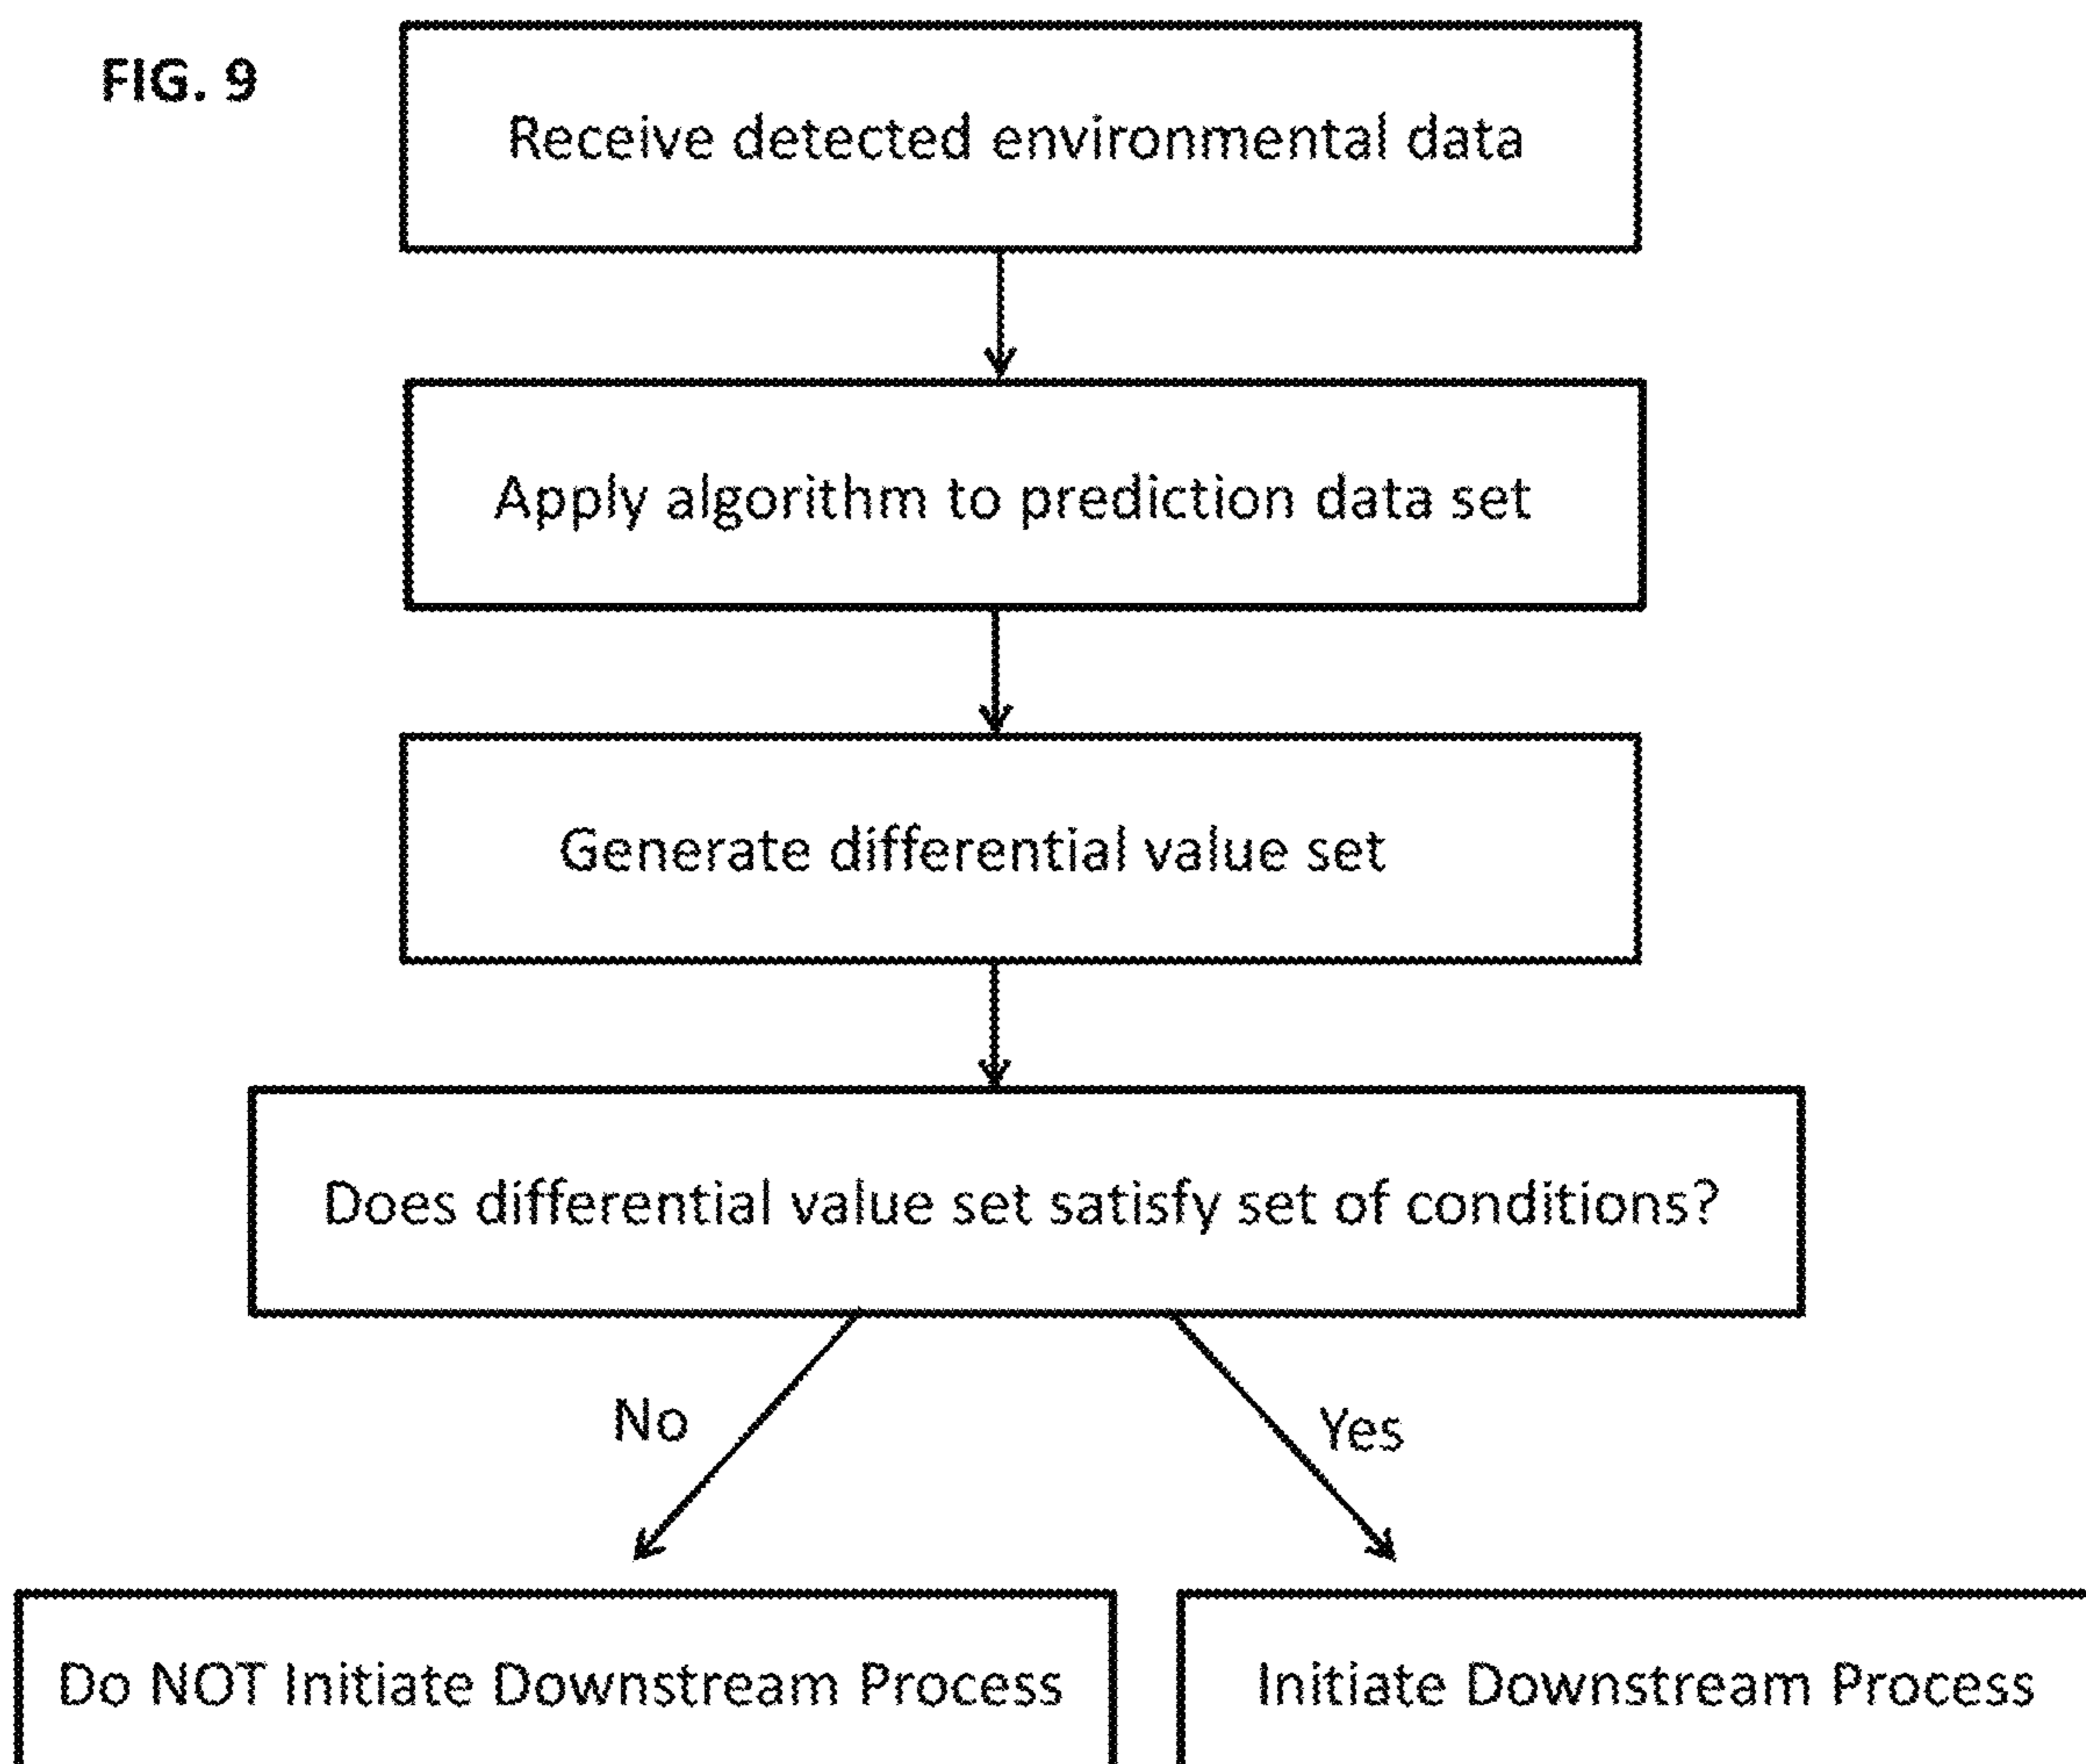 FIG. 9
Receive detected environmental data
Apply algorithm to prediction data set
Generate differential value set
Does differential value set satisfy set of conditions?
No
Yes
Do NOT Initiate Downstream Process
Initiate Downstream Process